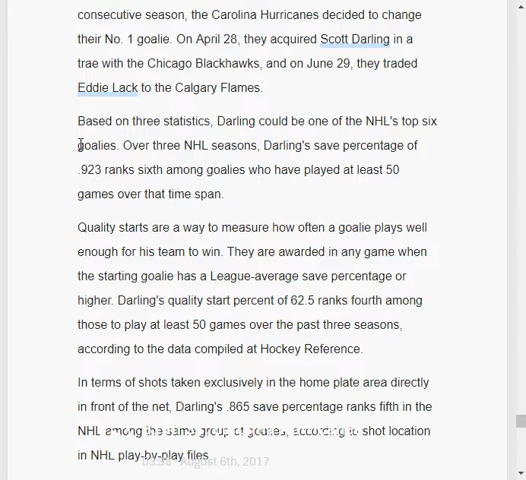 consecutive season, the Carolina Hurricanes decided to change
their No. 1 goalie. On April 28, they acquired Scott Darling in a
trae with the Chicago Blackhawks, and on June 29, they traded
Eddie Lack to the Calgary Flames.
Based on three statistics, Darling could be one of the NHL's top six
goalies. Over three NHL seasons, Darling's save percentage of
.923 ranks sixth among goalies who have played at least 50
games over that time span.
Quality starts are a way to measure how often a goalie plays well
enough for his team to win. They are awarded in any game when
the starting goalie has a League-average save percentage or
higher. Darling's quality start percent of 62.5 ranks fourth among
those to play at least 50 games over the past three seasons,
according to the data compiled at Hockey Reference.
In terms of shots taken exclusively in the home plate area directly
in front of the net, Darling's .865 save percentage ranks fifth in the
NHL among the same group of goalies, according to shot location
in NHL play-by-play files
August 6th, 2017